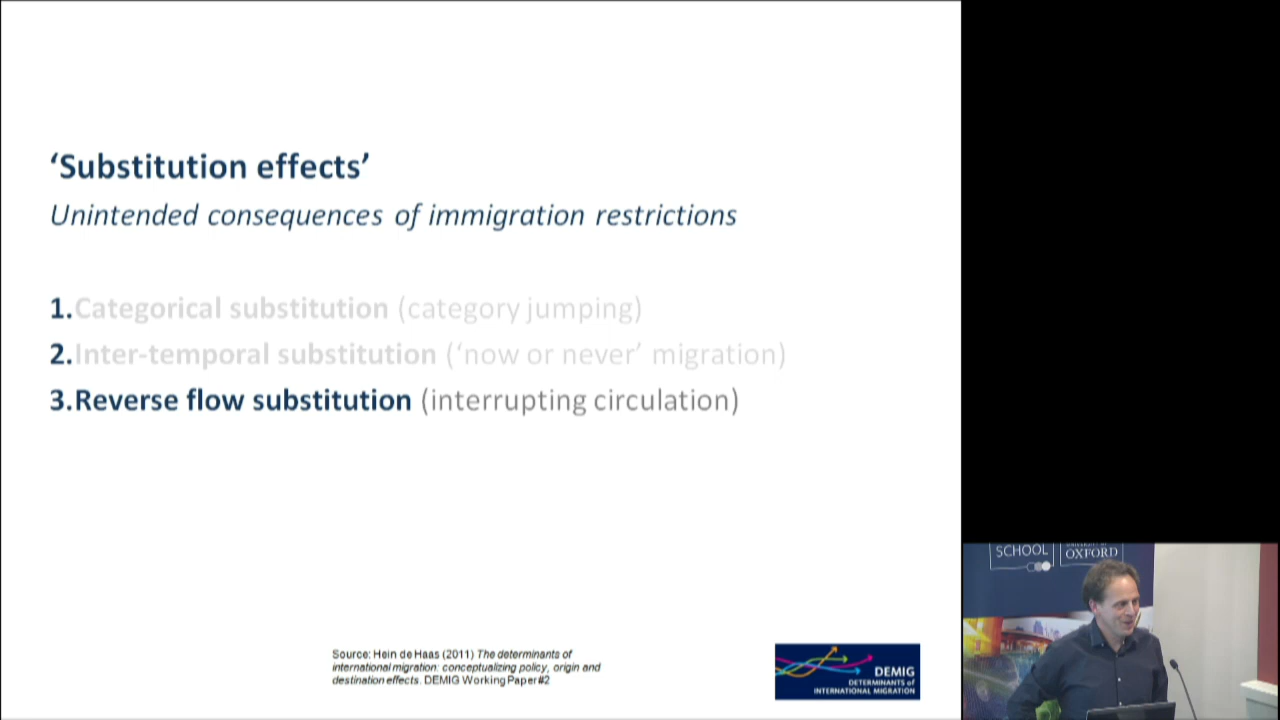 ‘Substitution effects’
Unintended consequences of immigration restrictions
1.Categorical substitution (category jumping)
2.Inter-temporal substitution (‘now or never’ migration)
3.Reverse flow substitution (interrupting circulation)
Source: Hein de Haas (2011) The determinants of
international migration: conceptualizing policy, origin and
destination effects. DEMIG Working Paper #2
DEMIG
DETERMINANTS of
INTERNATIONAL MIGRATION
SCHOOL
OXFORD